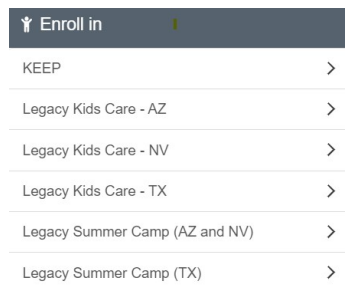 Enroll in
KEEP
Legacy Kids Care - AZ
Legacy Kids Care - NV
Legacy Kids Care - TX
Legacy Summer Camp (AZ and NV)
Legacy Summer Camp (TX)